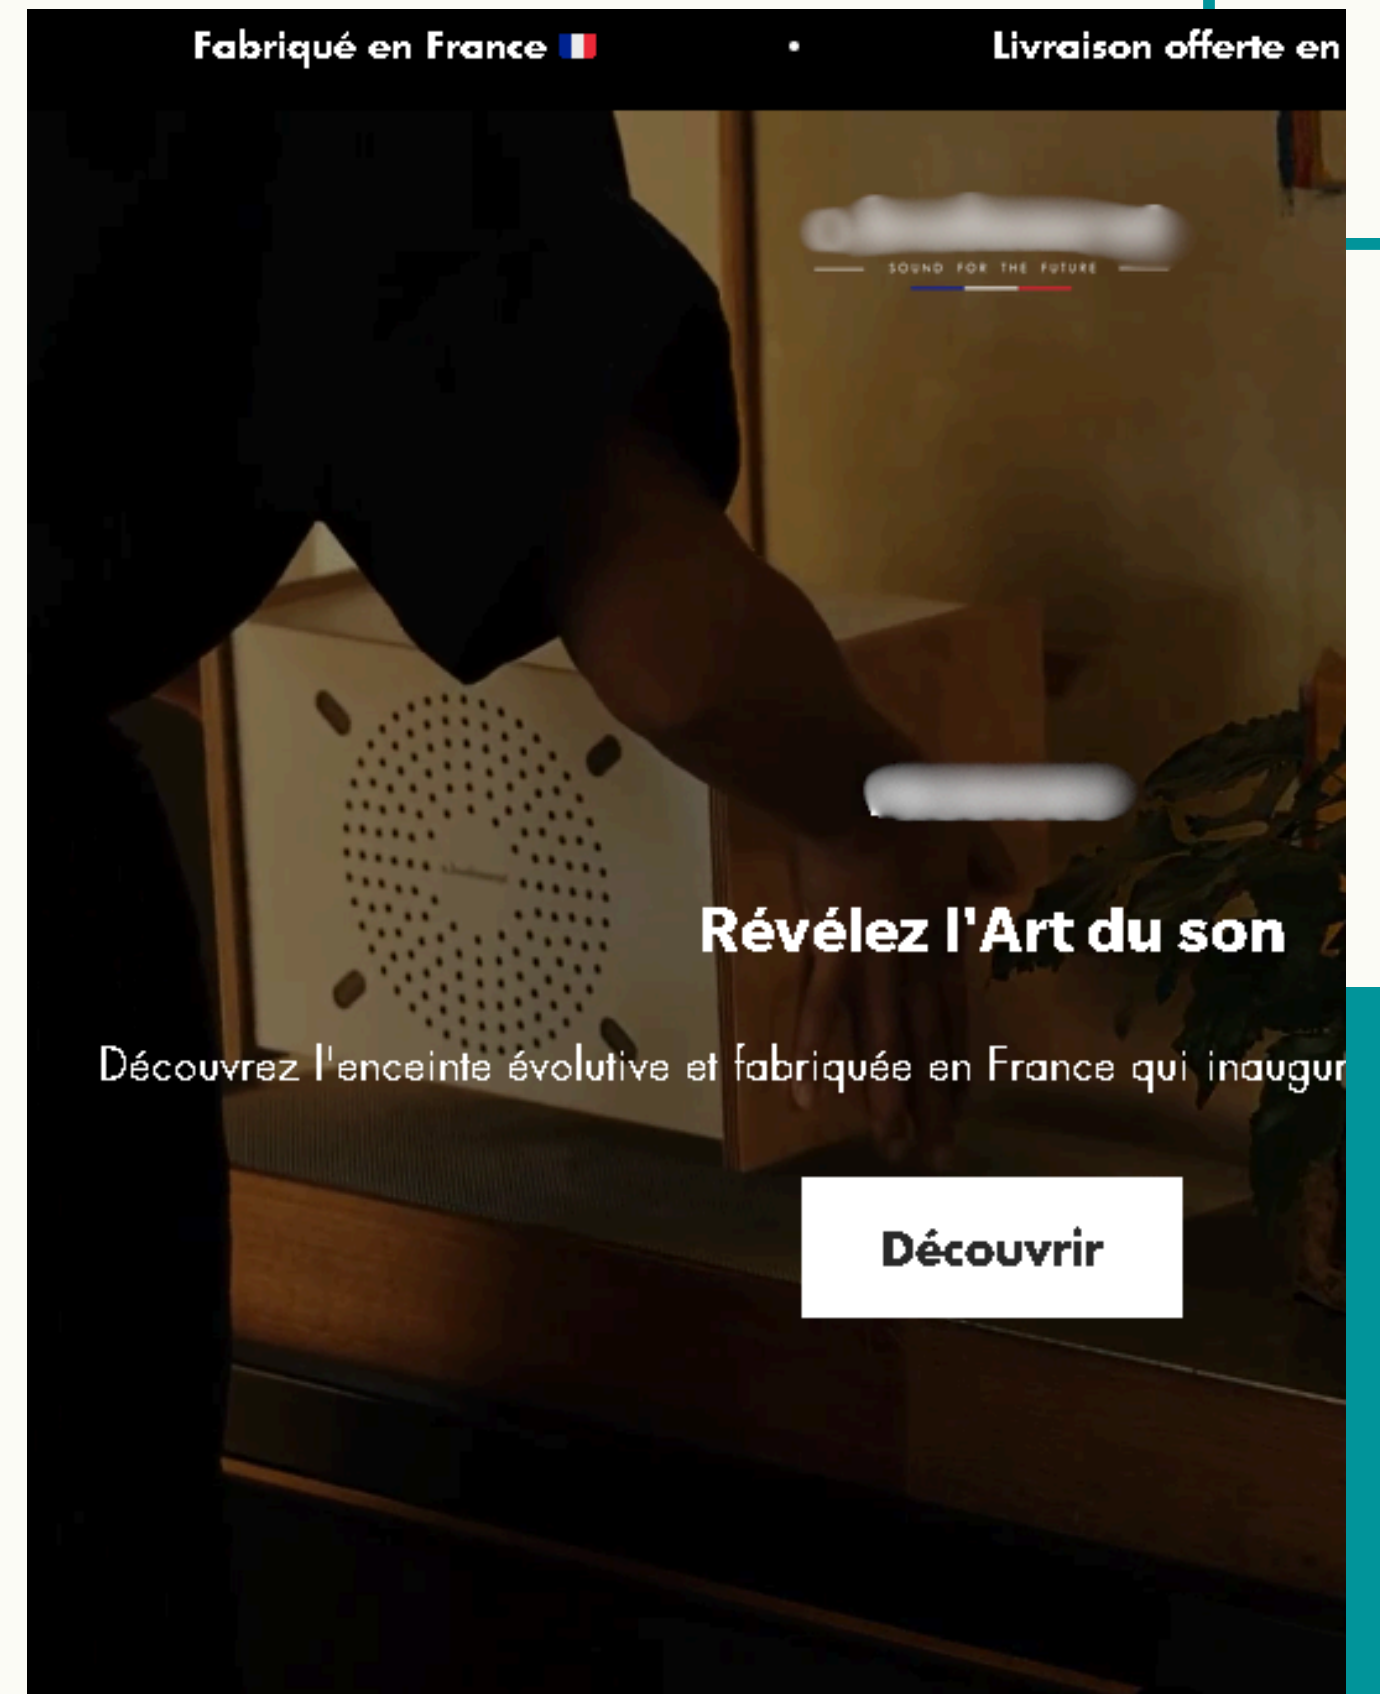 Fabriqué en France 🇫🇷 • Livraison offerte en
SOUND FOR THE FUTURE
Révélez l'Art du son
Découvrez l'enceinte évolutive et fabriquée en France qui inaugur
Découvrir